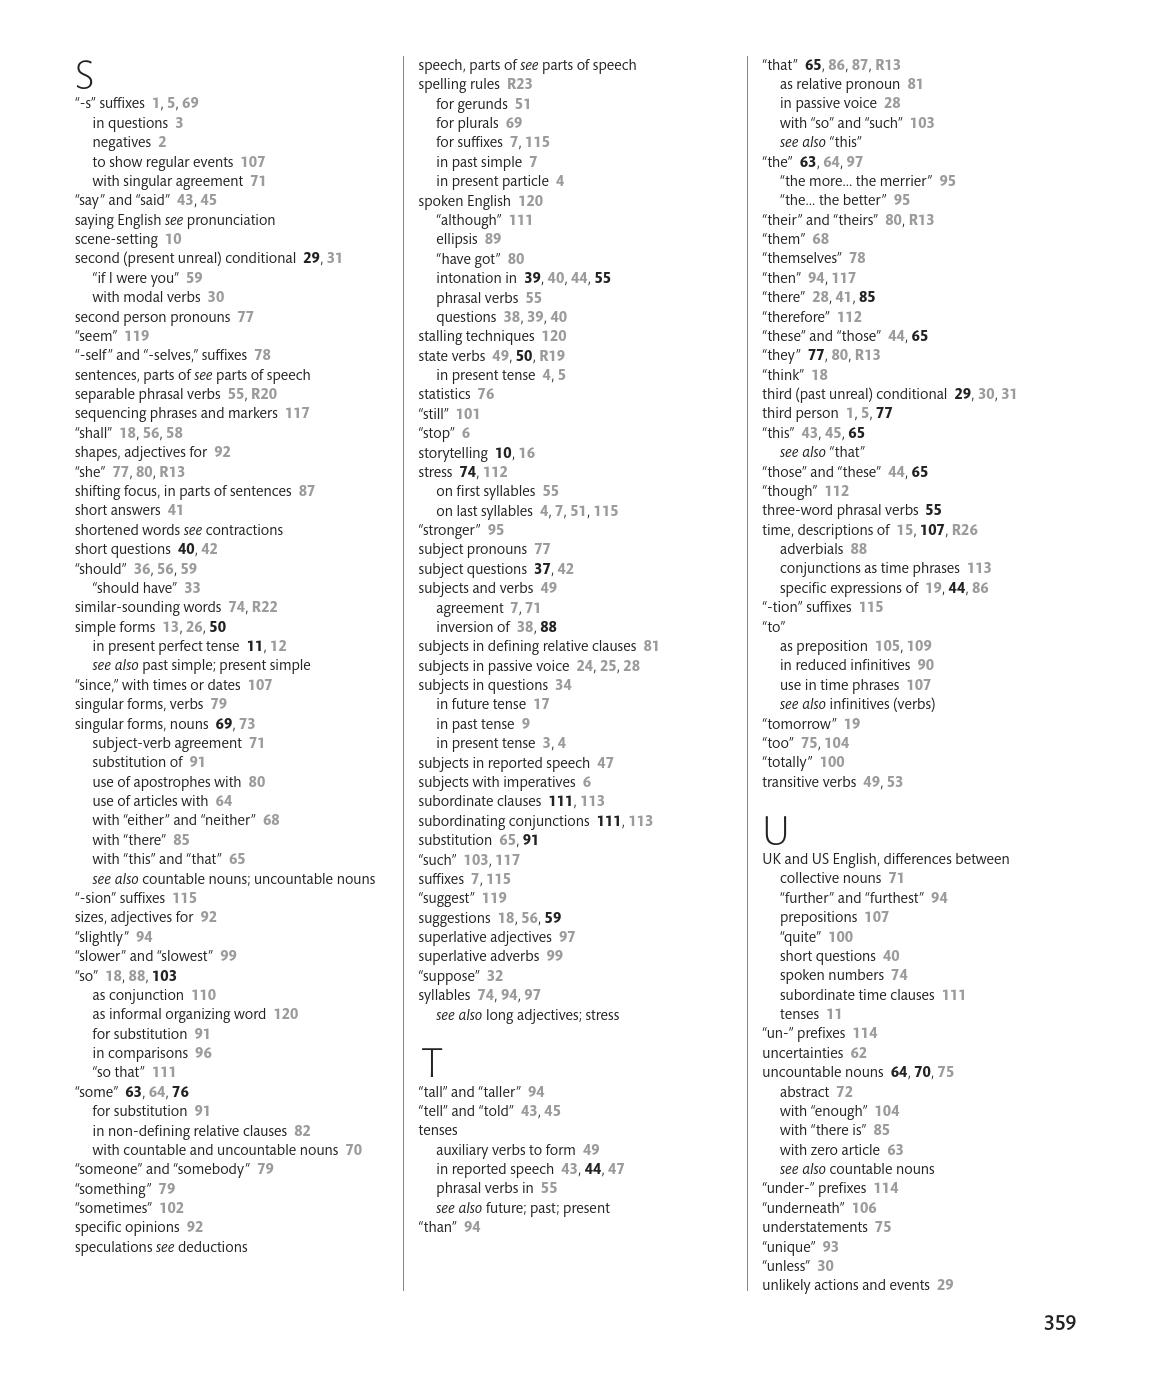 S
“-s” suffixes 1, 5, 69
in questions 3
negatives 2
to show regular events 107
with singular agreement 71
“say” and “said” 43, 45
saying English see pronunciation
scene-setting 10
second (present unreal) conditional 29, 31
“if I were you” 59
with modal verbs 30
second person pronouns 77
“seem” 119
“-self” and “-selves,” suffixes 78
sentences, parts of see parts of speech
separable phrasal verbs 55, R20
sequencing phrases and markers 117
“shall” 18, 56, 58
shapes, adjectives for 92
“she” 77, 80, R13
shifting focus, in parts of sentences 87
short answers 41
shortened words see contractions
short questions 40, 42
“should” 36, 56, 59
“should have” 33
similar-sounding words 74, R22
simple forms 13, 26, 50
in present perfect tense 11, 12
see also past simple; present simple
“since,” with times or dates 107
singular forms, verbs 79
singular forms, nouns 69, 73
subject-verb agreement 71
substitution of 91
use of apostrophes with 80
use of articles with 64
with “either” and “neither” 68
with “there” 85
with “this” and “that” 65
see also countable nouns; uncountable nouns
“-sion” suffixes 115
sizes, adjectives for 92
“slightly” 94
“slower” and “slowest” 99
“so” 18, 88, 103
as conjunction 110
as informal organizing word 120
for substitution 91
in comparisons 96
“so that” 111
“some” 63, 64, 76
for substitution 91
in non-defining relative clauses 82
with countable and uncountable nouns 70
“someone” and “somebody” 79
“something” 79
“sometimes” 102
specific opinions 92
speculations see deductions
speech, parts of see parts of speech
spelling rules R23
for gerunds 51
for plurals 69
for suffixes 7, 115
in past simple 7
in present particle 4
spoken English 120
“although” 111
ellipsis 89
“have got” 80
intonation in 39, 40, 44, 55
phrasal verbs 55
questions 38, 39, 40
stalling techniques 120
state verbs 49, 50, R19
in present tense 4, 5
statistics 76
“still” 101
“stop” 6
storytelling 10, 16
stress 74, 112
on first syllables 55
on last syllables 4, 7, 51, 115
“stronger” 95
subject pronouns 77
subject questions 37, 42
subjects and verbs 49
agreement 7, 71
inversion of 38, 88
subjects in defining relative clauses 81
subjects in passive voice 24, 25, 28
subjects in questions 34
in future tense 17
in past tense 9
in present tense 3, 4
subjects in reported speech 47
subjects with imperatives 6
subordinate clauses 111, 113
subordinating conjunctions 111, 113
substitution 65, 91
“such” 103, 117
suffixes 7, 115
“suggest” 119
suggestions 18, 56, 59
superlative adjectives 97
superlative adverbs 99
“suppose” 32
syllables 74, 94, 97
see also long adjectives; stress
T
“tall” and “taller” 94
“tell” and “told” 43, 45
tenses
auxiliary verbs to form 49
in reported speech 43, 44, 47
phrasal verbs in 55
see also future; past; present
“than” 94
“that” 65, 86, 87, R13
as relative pronoun 81
in passive voice 28
with “so” and “such” 103
see also “this”
“the” 63, 64, 97
“the more... the merrier” 95
“the... the better” 95
“their” and “theirs” 80, R13
“them” 68
“themselves” 78
“then” 94, 117
“there” 28, 41, 85
“therefore” 112
“these” and “those” 44, 65
“they” 77, 80, R13
“think” 18
third (past unreal) conditional 29, 30, 31
third person 1, 5, 77
“this” 43, 45, 65
see also “that”
“those” and “these” 44, 65
“though” 112
three-word phrasal verbs 55
time, descriptions of 15, 107, R26
adverbials 88
conjunctions as time phrases 113
specific expressions of 19, 44, 86
“-tion” suffixes 115
“to”
as preposition 105, 109
in reduced infinitives 90
use in time phrases 107
see also infinitives (verbs)
“tomorrow” 19
“too” 75, 104
“totally” 100
transitive verbs 49, 53
U
UK and US English, differences between
collective nouns 71
“further” and “furthest” 94
prepositions 107
“quite” 100
short questions 40
spoken numbers 74
subordinate time clauses 111
tenses 11
“un-” prefixes 114
uncertainties 62
uncountable nouns 64, 70, 75
abstract 72
with “enough” 104
with “there is” 85
with zero article 63
see also countable nouns
“under-” prefixes 114
“underneath” 106
understatements 75
“unique” 93
“unless” 30
unlikely actions and events 29
359